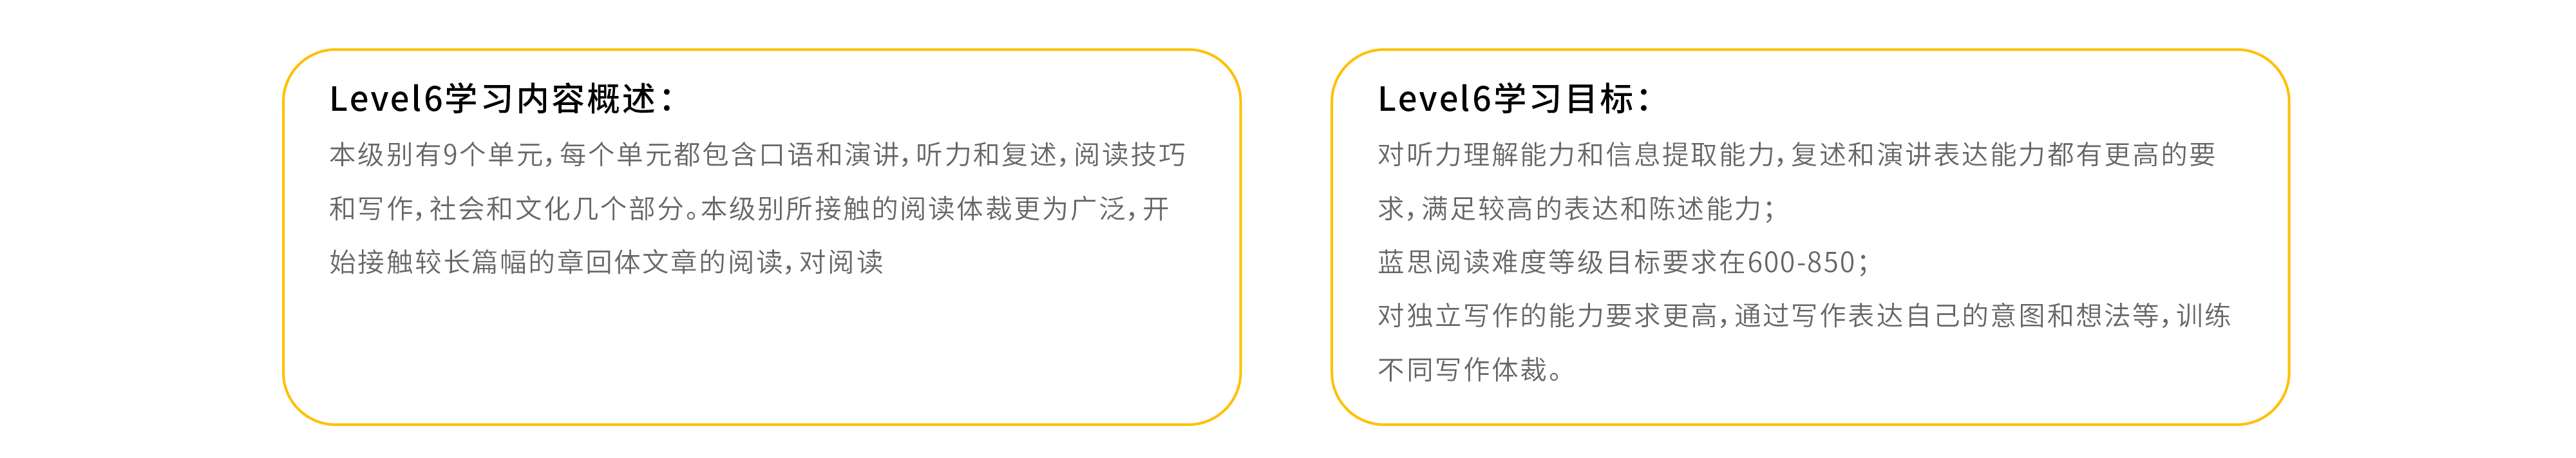 Level6学习内容概述：
本级别有9个单元，每个单元都包含口语和演讲，听力和复述，阅读技巧
和写作，社会和文化几个部分。本级别所接触的阅读体裁更为广泛，开
始接触较长篇幅的章回体文章的阅读，对阅读
Level6学习目标：
对听力理解能力和信息提取能力，复述和演讲表达能力都有更高的要
求，满足较高的表达和陈述能力；
蓝思阅读难度等级目标要求在600-850；
对独立写作的能力要求更高，通过写作表达自己的意图和想法等，训练
不同写作体裁。